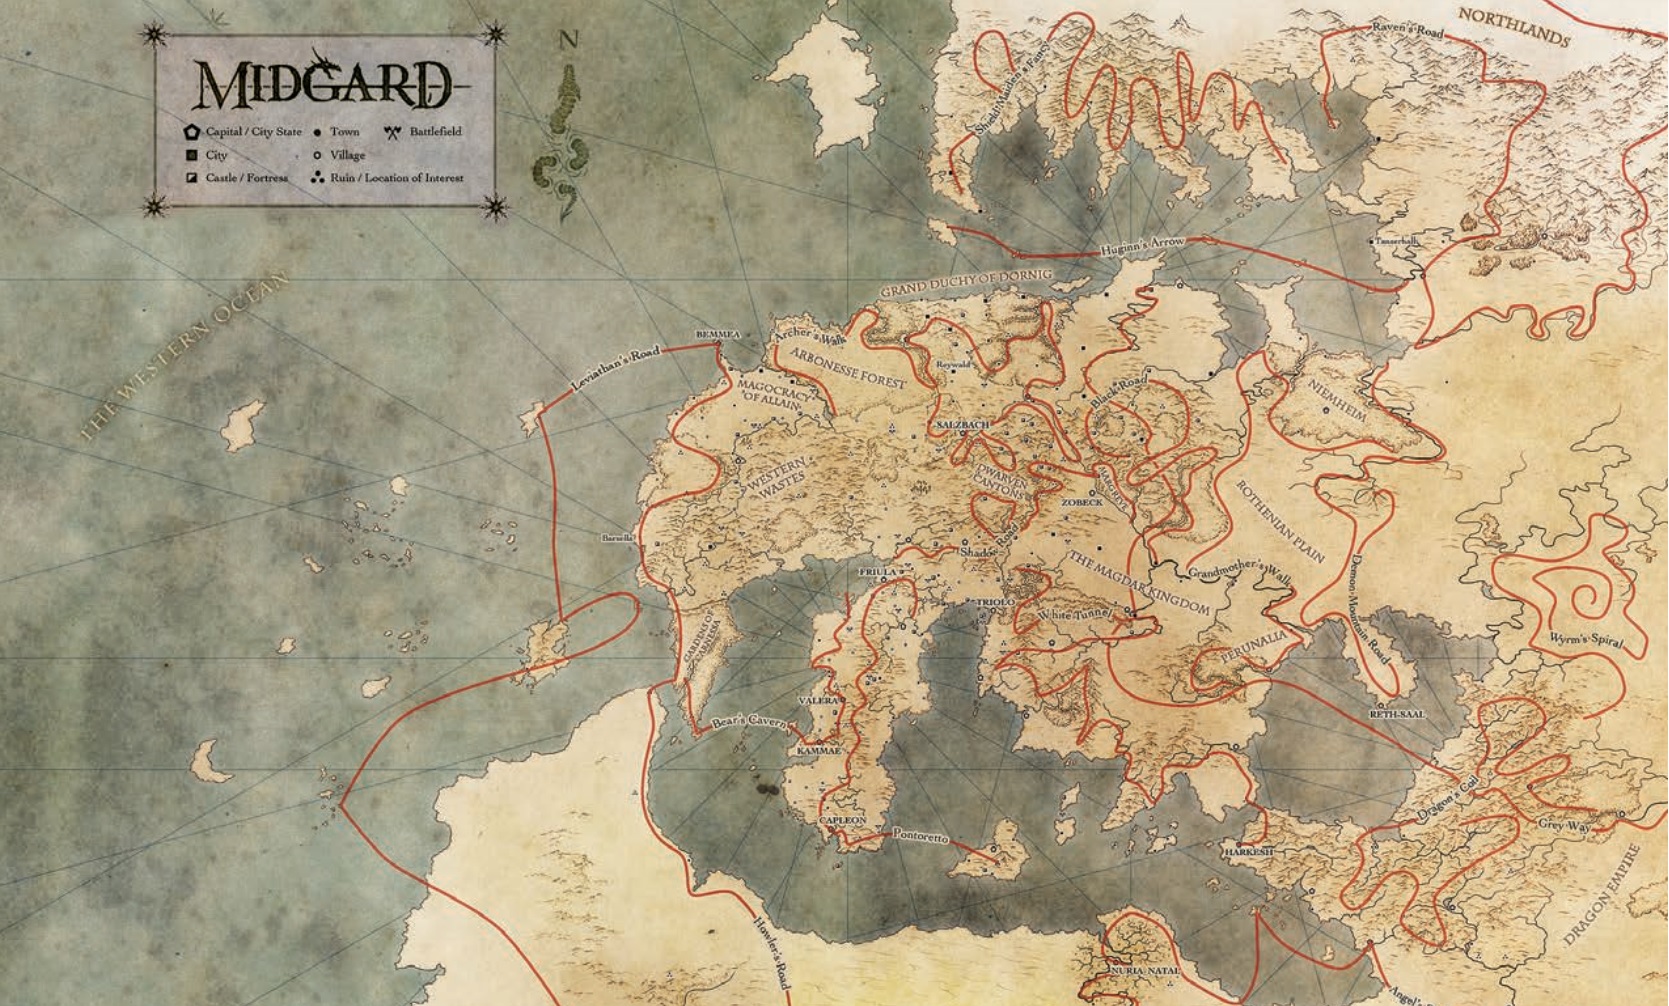 N
MIDGARD
Capital / City State
Town
Battlefield
City
Village
Castle / Fortress
Ruin / Location of Interest
NORTHLANDS
Raven's Road
Shield Maiden's Fancy
Huginn's Arrow
Tanserhall
THE WESTERN OCEAN
GRAND DUCHY OF DORNIG
BEMMEA
Archer's Walk
Leviathan's Road
ARBONESSE FOREST
Reywald
MAGOCRACY
OF ALLAIN
Black Road
NIEMHEIM
SALZBACH
WESTERN
WASTES
DWARVEN
CANTONS
MARGREVE
ZOBECK
ROTHENIAN PLAIN
Barsella
Shadow Road
FRIULA
THE MAGDAR KINGDOM
Grandmother's Walk
Demon Mountain Road
TRIOLO
White Tunnel
GARDENS OF
CARNESSA
PERUNALIA
Wyrm's Spiral
VALERA
RETH-SAAL
Bear's Cavern
KAMMAE
Dragon's Coil
CAPLEON
Pontoretto
Grey Way
HARKESH
DRAGON EMPIRE
Howler's Road
NURIA NATAL